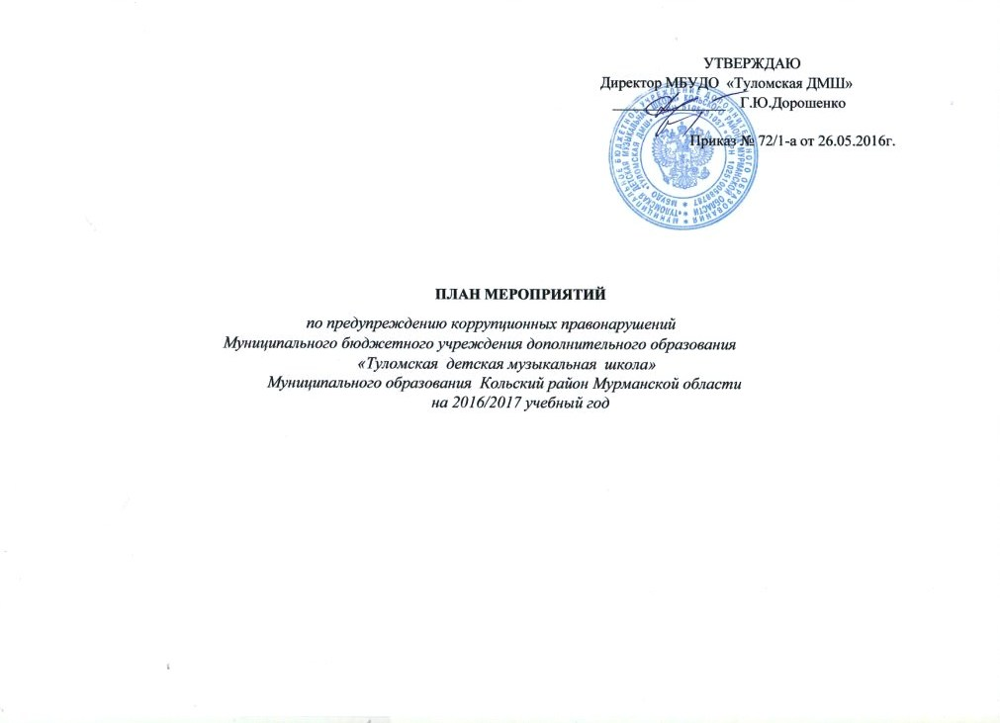 УТВЕРЖДАЮ
Директор МБУДО «Туломская ДМШ»
Г.Ю.Дорошенко
Приказ № 72/1-а от 26.05.2016г.
ПЛАН МЕРОПРИЯТИЙ
по предупреждению коррупционных правонарушений
Муниципального бюджетного учреждения дополнительного образования
«Туломская детская музыкальная школа»
Муниципального образования Кольский район Мурманской области
на 2016/2017 учебный год